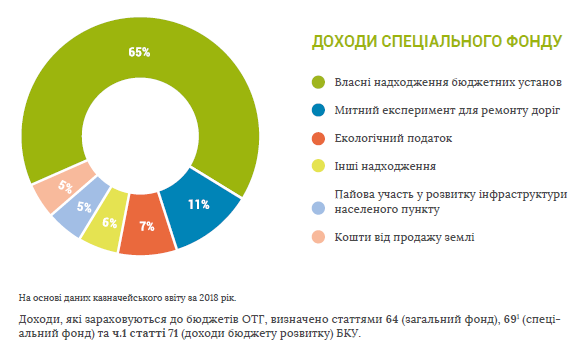 ДОХОДИ СПЕЦІАЛЬНОГО ФОНДУ
65%
11%
7%
6%
5%
5%
Власні надходження бюджетних установ
Митний експеримент для ремонту доріг
Екологічний податок
Інші надходження
Пайова участь у розвитку інфраструктури
населеного пункту
Кошти від продажу землі
На основі даних казначейського звіту за 2018 рік.
Доходи, які зараховуються до бюджетів ОТГ, визначено статтями 64 (загальний фонд), 69¹ (спеці-
альний фонд) та ч.1 статті 71 (доходи бюджету розвитку) БКУ.